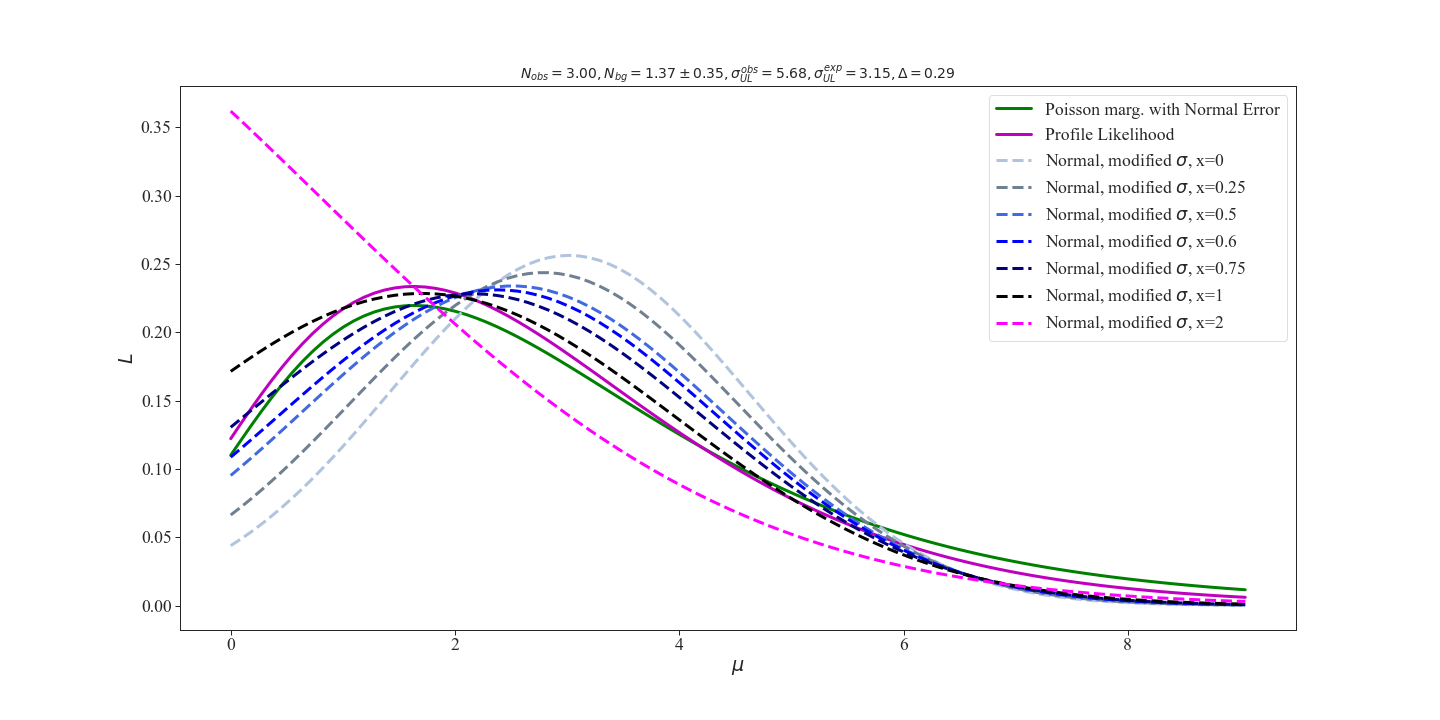 N_obs = 3.00, N_bg = 1.37 ± 0.35, σ_UL^obs = 5.68, σ_UL^exp = 3.15, Δ = 0.29
Poisson marg. with Normal Error
Profile Likelihood
Normal, modified σ, x=0
Normal, modified σ, x=0.25
Normal, modified σ, x=0.5
Normal, modified σ, x=0.6
Normal, modified σ, x=0.75
Normal, modified σ, x=1
Normal, modified σ, x=2
0.35
0.30
0.25
0.20
0.15
0.10
0.05
0.00
L
0 2 4 6 8
μ